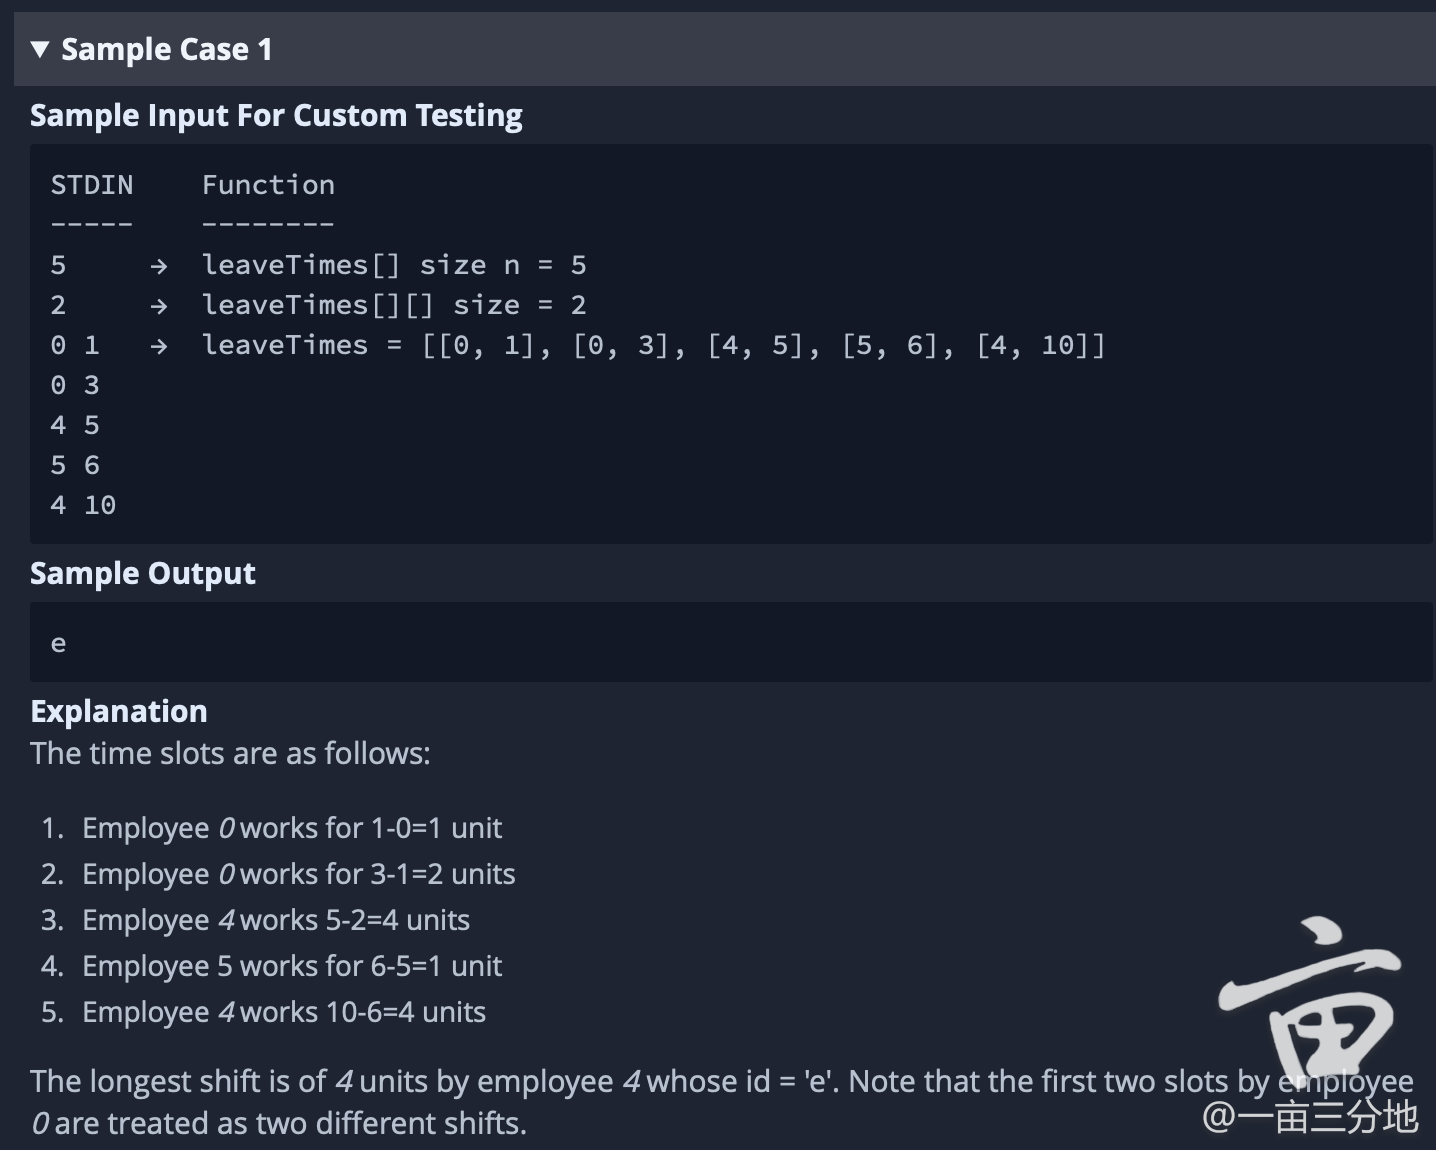 ▼ Sample Case 1
Sample Input For Custom Testing
STDIN    Function
-----    --------
5     →  leaveTimes[] size n = 5
2     →  leaveTimes[][] size = 2
0 1   →  leaveTimes = [[0, 1], [0, 3], [4, 5], [5, 6], [4, 10]]
0 3
4 5
5 6
4 10
Sample Output
e
Explanation
The time slots are as follows:
1. Employee 0 works for 1-0=1 unit
2. Employee 0 works for 3-1=2 units
3. Employee 4 works 5-2=4 units
4. Employee 5 works for 6-5=1 unit
5. Employee 4 works 10-6=4 units
The longest shift is of 4 units by employee 4 whose id = 'e'. Note that the first two slots by employee
0 are treated as two different shifts.
亩
@一亩三分地